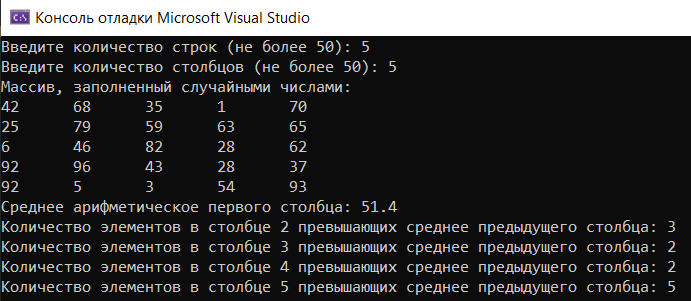 C:\ Консоль отладки Microsoft Visual Studio
Введите количество строк (не более 50): 5
Введите количество столбцов (не более 50): 5
Массив, заполненный случайными числами:
42 68 35 1 70
25 79 59 63 65
6 46 82 28 62
92 96 43 28 37
92 5 3 54 93
Среднее арифметическое первого столбца: 51.4
Количество элементов в столбце 2 превышающих среднее предыдущего столбца: 3
Количество элементов в столбце 3 превышающих среднее предыдущего столбца: 2
Количество элементов в столбце 4 превышающих среднее предыдущего столбца: 2
Количество элементов в столбце 5 превышающих среднее предыдущего столбца: 5